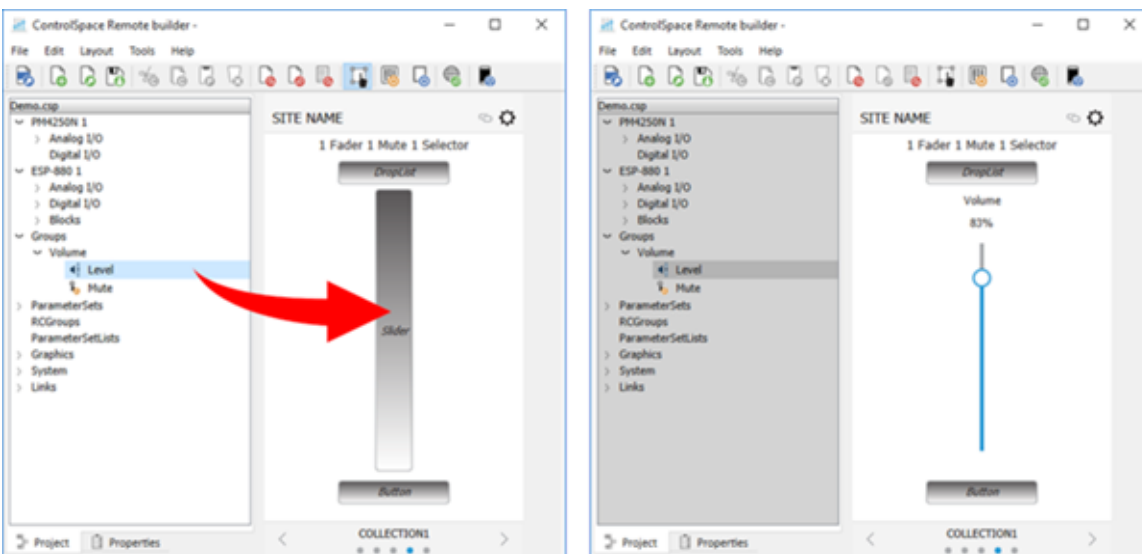 ControlSpace Remote builder -
File Edit Layout Tools Help
Demo.csp
PM4250N 1
Analog I/O
Digital I/O
ESP-880 1
Analog I/O
Digital I/O
Blocks
Groups
Volume
Level
Mute
ParameterSets
RCGroups
ParameterSetLists
Graphics
System
Links
Project Properties
SITE NAME
1 Fader 1 Mute 1 Selector
DropList
Slider
Button
COLLECTION1
ControlSpace Remote builder -
File Edit Layout Tools Help
Demo.csp
PM4250N 1
Analog I/O
Digital I/O
ESP-880 1
Analog I/O
Digital I/O
Blocks
Groups
Volume
Level
Mute
ParameterSets
RCGroups
ParameterSetLists
Graphics
System
Links
Project Properties
SITE NAME
1 Fader 1 Mute 1 Selector
DropList
Volume
83%
Button
COLLECTION1